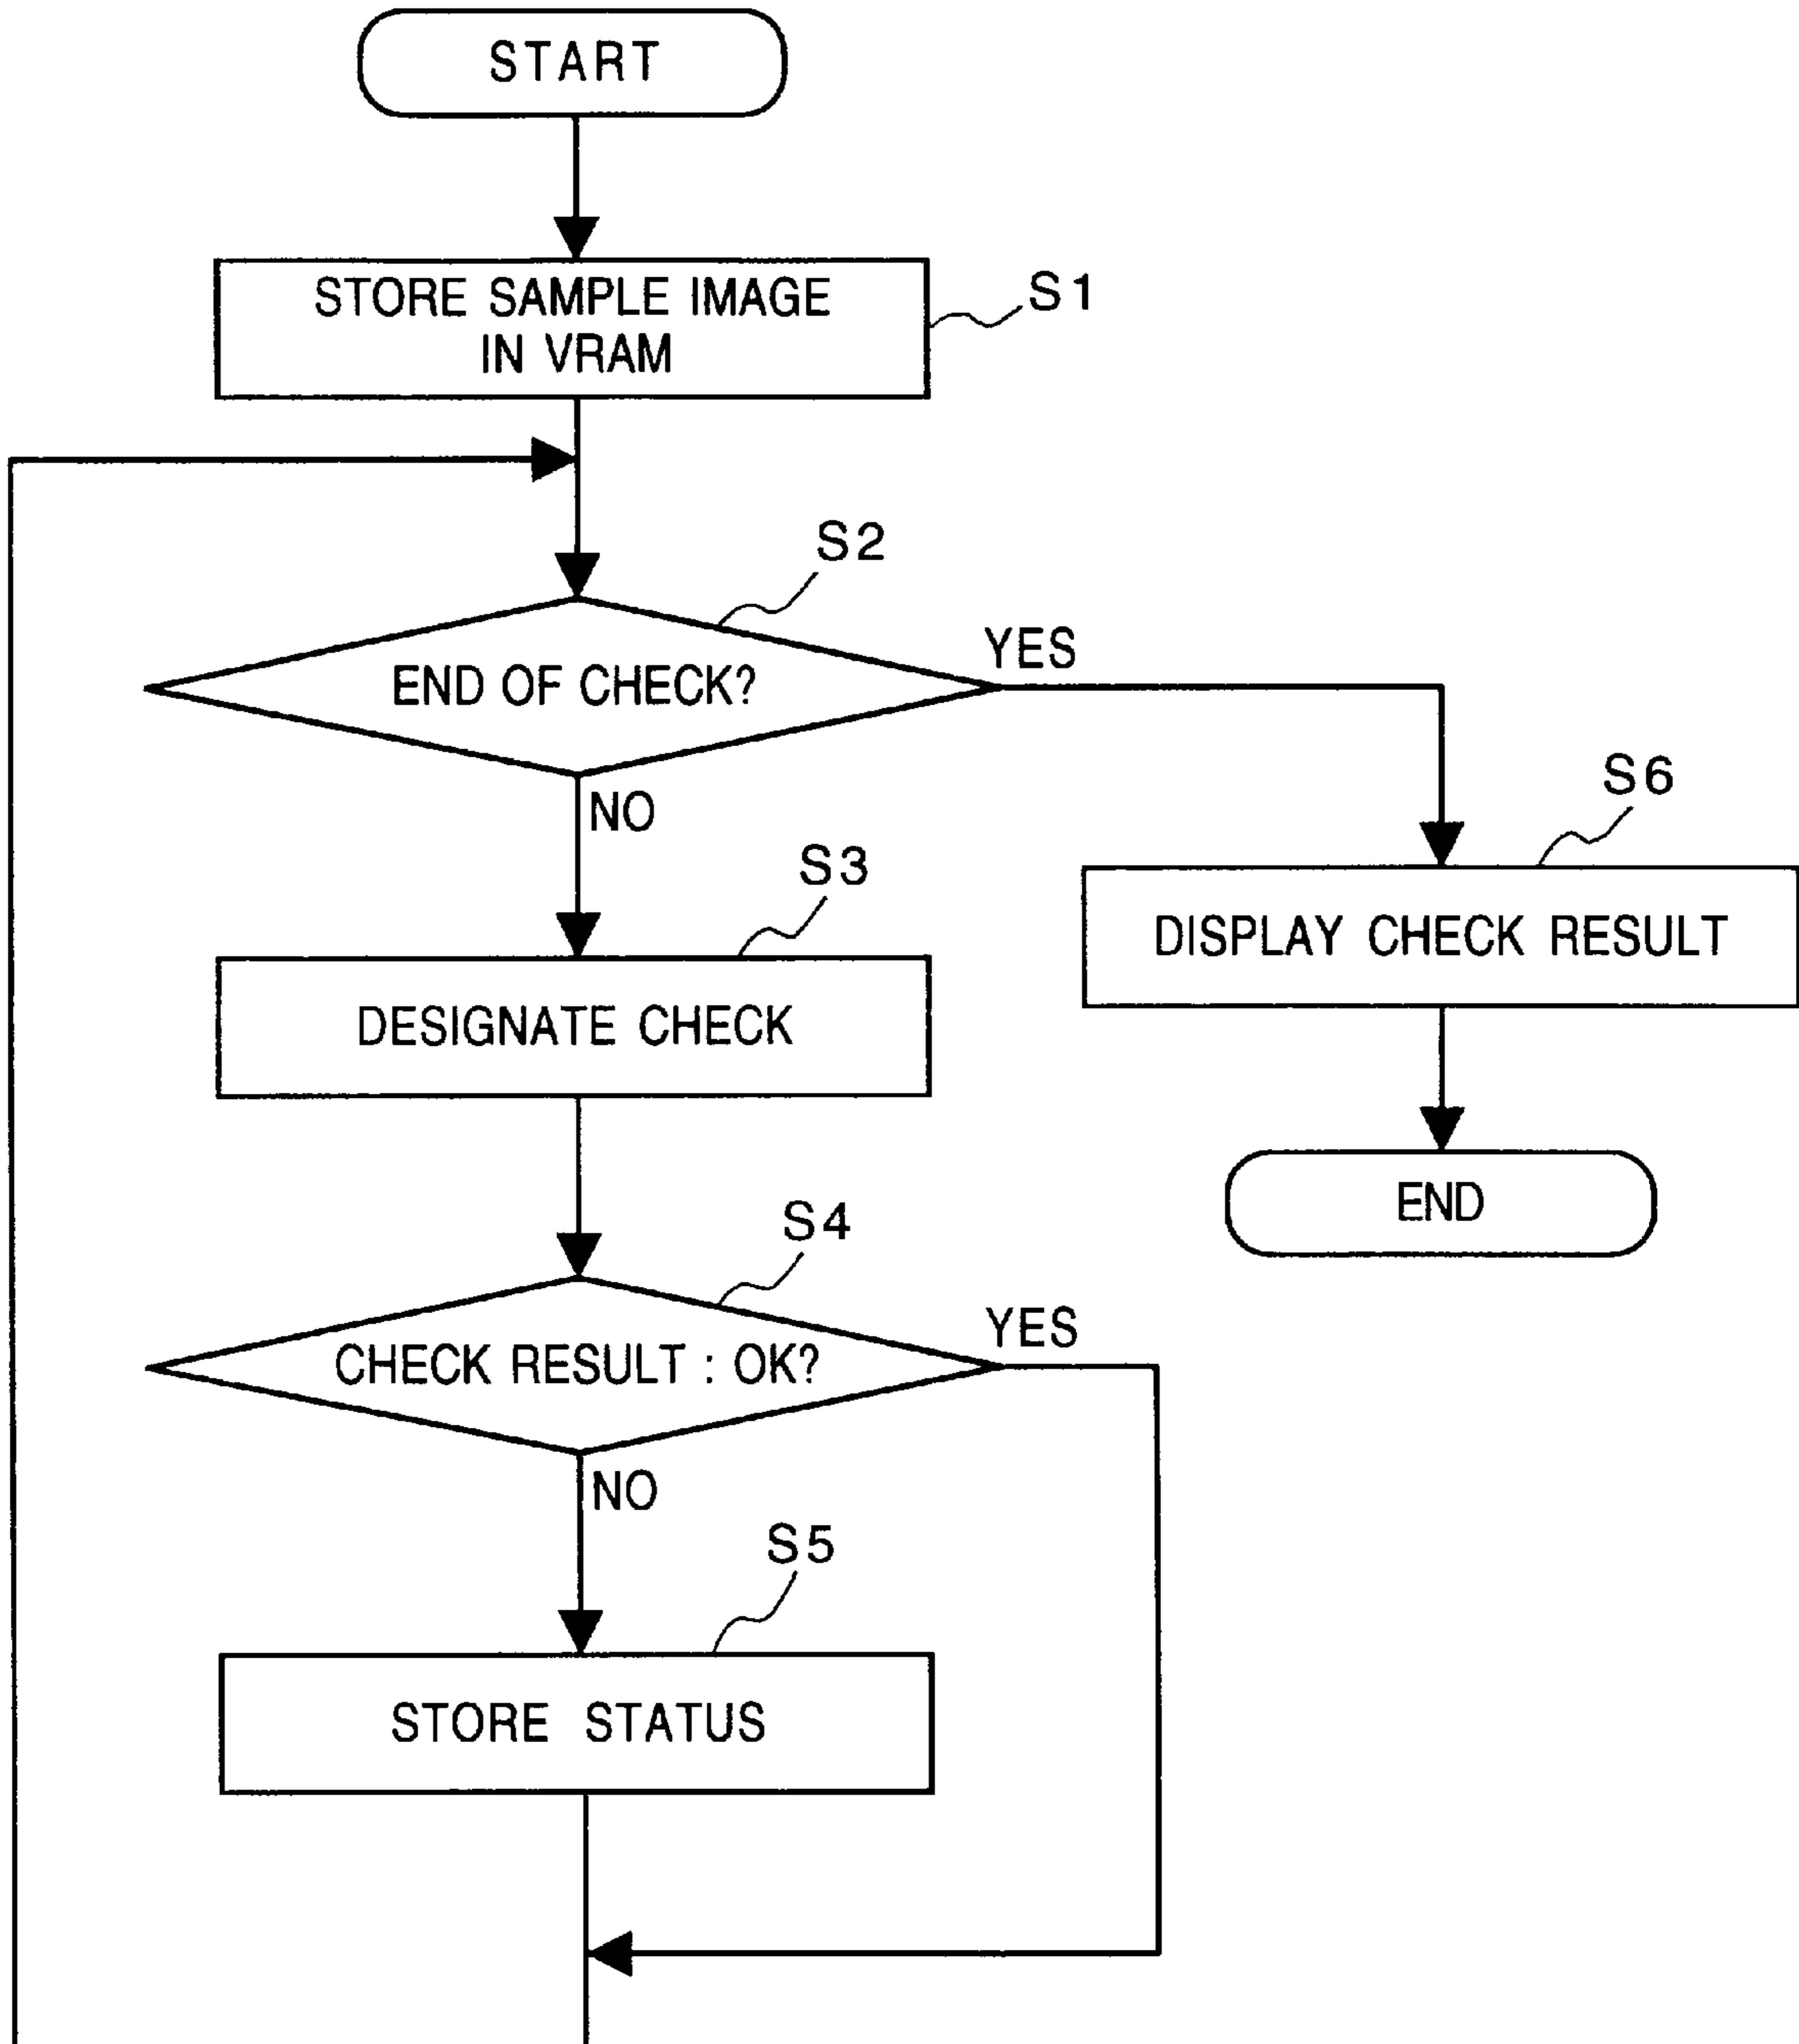 START
STORE SAMPLE IMAGE
IN VRAM
S1
S2
END OF CHECK?
YES
NO
S3
S6
DESIGNATE CHECK
DISPLAY CHECK RESULT
END
S4
CHECK RESULT : OK?
YES
NO
S5
STORE STATUS